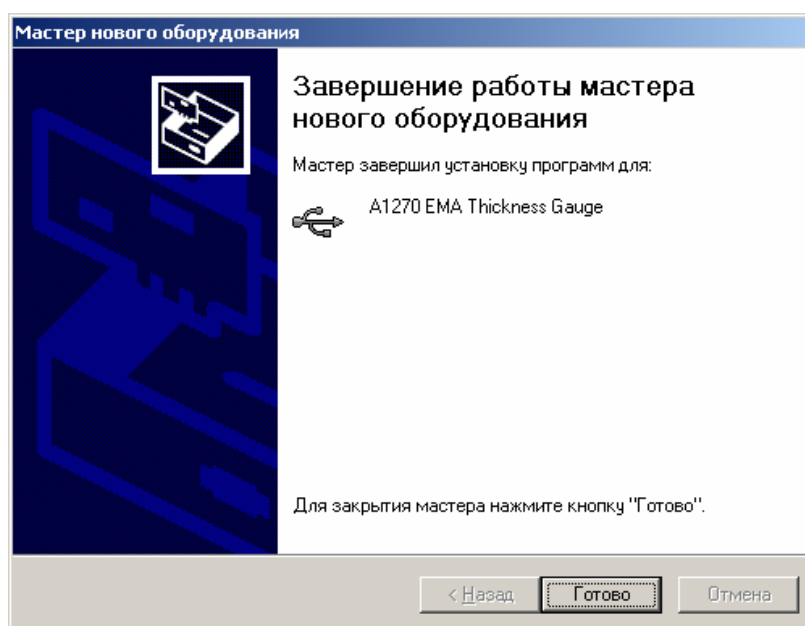 Мастер нового оборудования
Завершение работы мастера
нового оборудования
Мастер завершил установку программ для:
A1270 EMA Thickness Gauge
Для закрытия мастера нажмите кнопку "Готово".
< Назад
Готово
Отмена